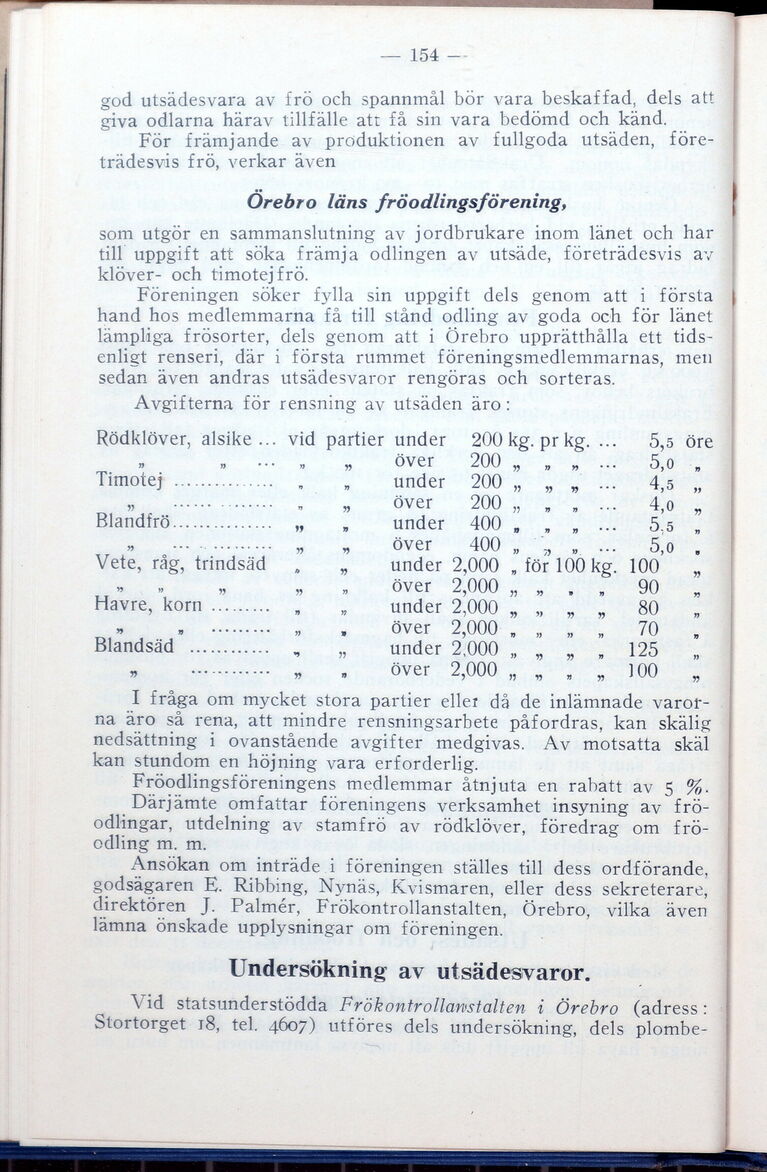 — 154 —
god utsädesvara av frö och spannmål bör vara beskaffad, dels att
giva odlarna härav tillfälle att få sin vara bedömd och känd.
För främjande av produktionen av fullgoda utsäden, före-
trädesvis frö, verkar även
Örebro läns fröodlingsförening,
som utgör en sammanslutning av jordbrukare inom länet och har
till uppgift att söka främja odlingen av utsäde, företrädesvis av
klöver- och timotejfrö.
Föreningen söker fylla sin uppgift dels genom att i första
hand hos medlemmarna få till stånd odling av goda och för länet
lämpliga frösorter, dels genom att i Örebro upprätthålla ett tids-
enligt renseri, där i första rummet föreningsmedlemmarnas, men
sedan även andras utsädesvaror rengöras och sorteras.
Avgifterna för rensning av utsäden äro:
Rödklöver, alsike ... vid partier under 200 kg. pr kg. ... 5,5 öre
„ „ ... „ „ över 200 „ „ „ ... 5,0 „
Timotej .............. „ „ under 200 „ „ „ ... 4,5 „
„ .............. „ „ över 200 „ „ „ ... 4,0 „
Blandfrö.............. „ „ under 400 „ „ „ ... 5,5 „
„ .............. „ „ över 400 „ „ „ ... 5,0 „
Vete, råg, trindsäd „ „ under 2,000 „ för 100 kg. 100 „
„ „ „ „ „ över 2,000 „ „ „ „ 90 „
Havre, korn ......... „ „ under 2,000 „ „ „ „ 80 „
„ „ ......... „ „ över 2,000 „ „ „ „ 70 „
Blandsäd ............ „ „ under 2,000 „ „ „ „ 125 „
„ ............ „ „ över 2,000 „ „ „ „ 100 „
I fråga om mycket stora partier eller då de inlämnade varor-
na äro så rena, att mindre rensningsarbete påfordras, kan skälig
nedsättning i ovanstående avgifter medgivas. Av motsatta skäl
kan stundom en höjning vara erforderlig.
Fröodlingsföreningens medlemmar åtnjuta en rabatt av 5 %.
Därjämte omfattar föreningens verksamhet insyning av frö-
odlingar, utdelning av stamfrö av rödklöver, föredrag om frö-
odling m. m.
Ansökan om inträde i föreningen ställes till dess ordförande,
godsägaren E. Ribbing, Nynäs, Kvismaren, eller dess sekreterare,
direktören J. Palmér, Frökontrollanstalten, Örebro, vilka även
lämna önskade upplysningar om föreningen.
Undersökning av utsädesvaror.
Vid statsunderstödda Frökontrollanstalten i Örebro (adress:
Stortorget 18, tel. 4607) utföres dels undersökning, dels plombe-